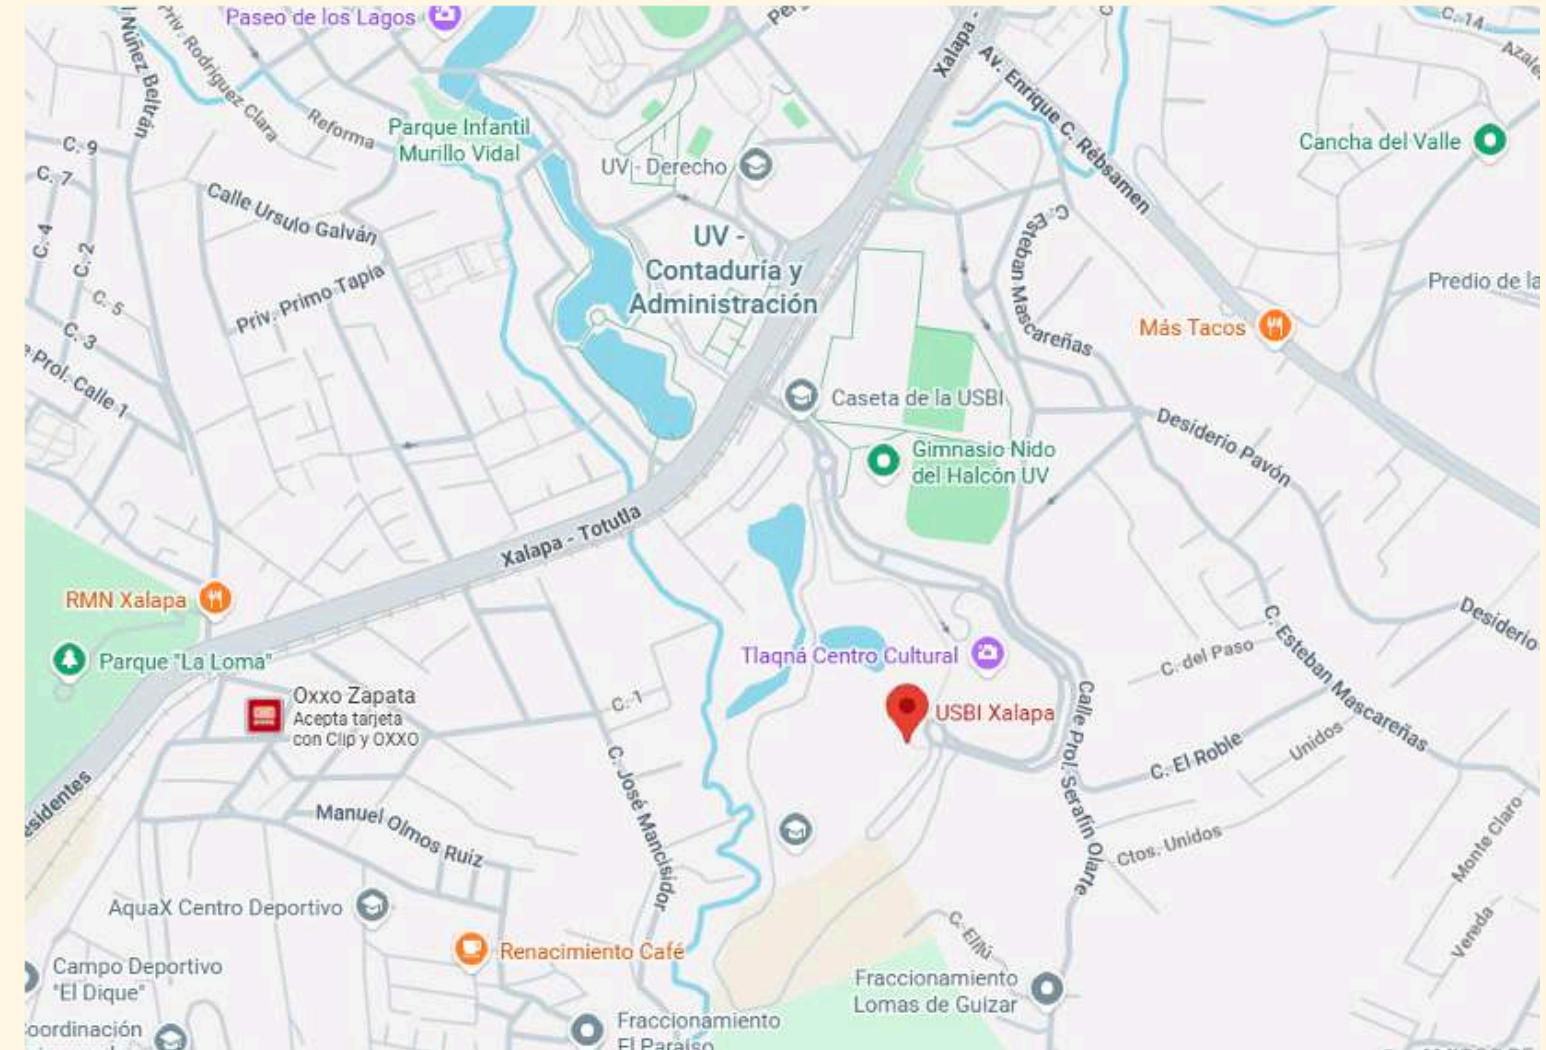 Paseo de los Lagos
Priv. Rodríguez Clara
Núñez Beltrán
Reforma
Parque Infantil
Murillo Vidal
UV - Derecho
Xalapa -
Av. Enrique C. Rébsamen
C. 14
Cancha del Valle
C. 9
C. 7
C. 4
C. 2
C. 5
C. 3
Prol. Calle 1
Calle Ursulo Galván
Priv. Primo Tapia
UV -
Contaduría y
Administración
C. Esteban Mascareñas
Predio de la
Más Tacos
Caseta de la USBI
Gimnasio Nido
del Halcón UV
Desiderio Pavón
Xalapa - Totutla
RMN Xalapa
Parque "La Loma"
Oxxo Zapata
Acepta tarjeta
con Clip y OXXO
C. 1
Tlaqná Centro Cultural
USBI Xalapa
C. del Paso
Desiderio
C. Esteban Mascareñas
Calle Prol. Serafín Olarte
C. El Roble
Unidos
Ctos. Unidos
Monte Claro
Vereda
esidentes
Manuel Olmos Ruiz
C. José Mancisidor
AquaX Centro Deportivo
Renacimiento Café
Campo Deportivo
"El Dique"
oordinación
Fraccionamiento
El Paraíso
Fraccionamiento
Lomas de Guizar